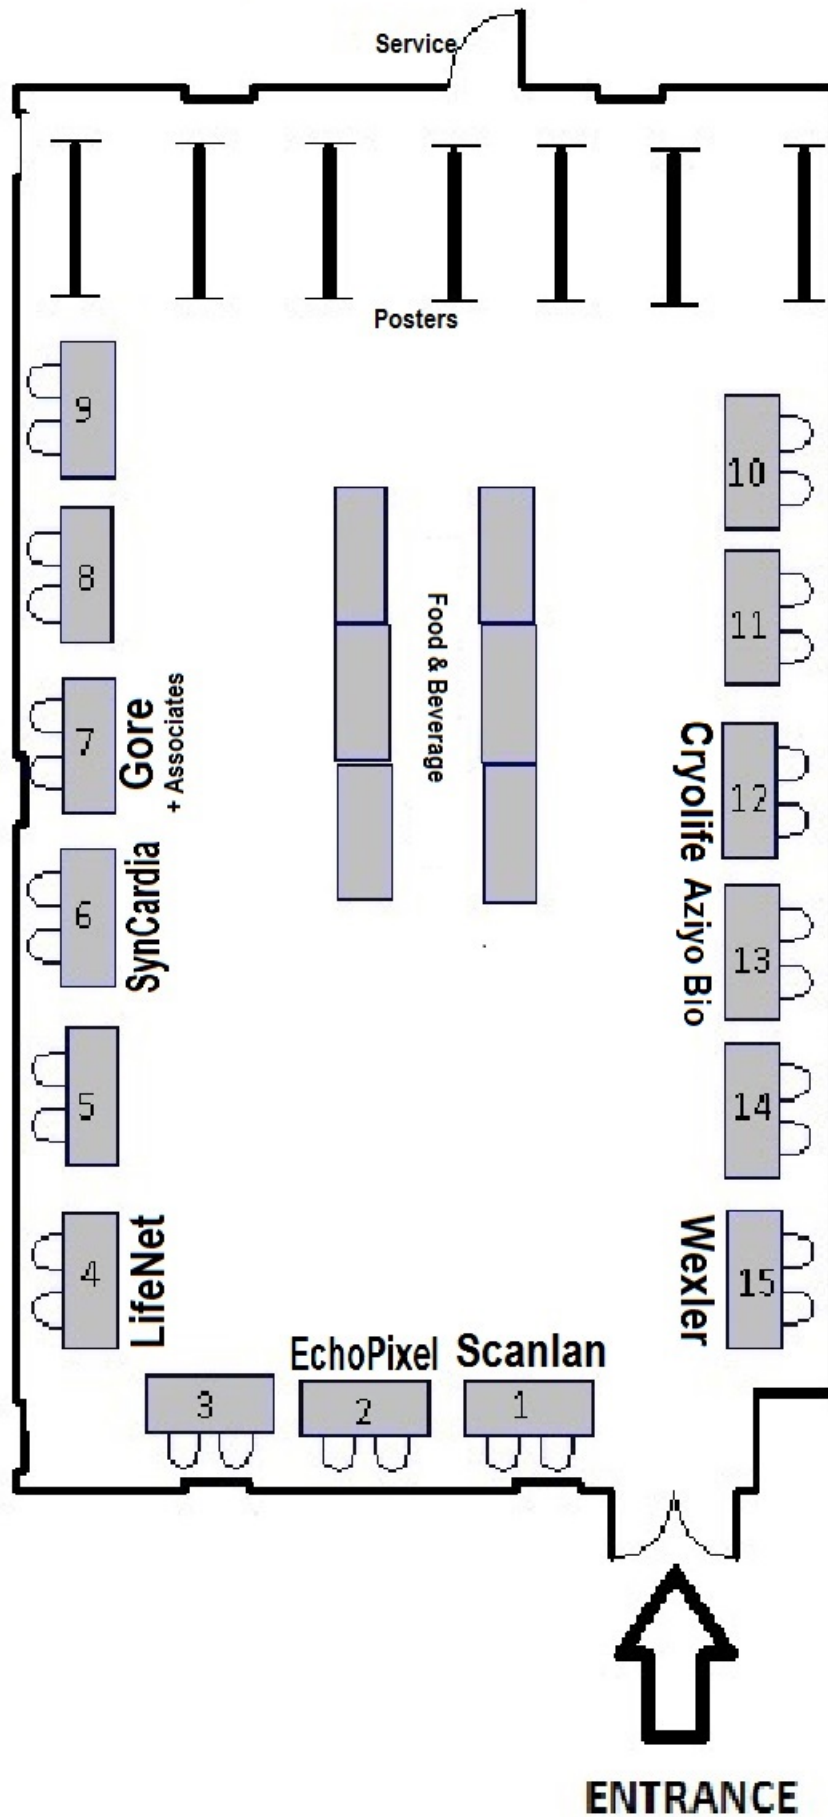 Service
Posters
9
10
8
11
Food & Beverage
7
Gore
+ Associates
Cryolife
12
6
SynCardia
Aziyo Bio
13
5
14
4
LifeNet
Wexler
15
EchoPixel
Scanlan
3
2
1
ENTRANCE